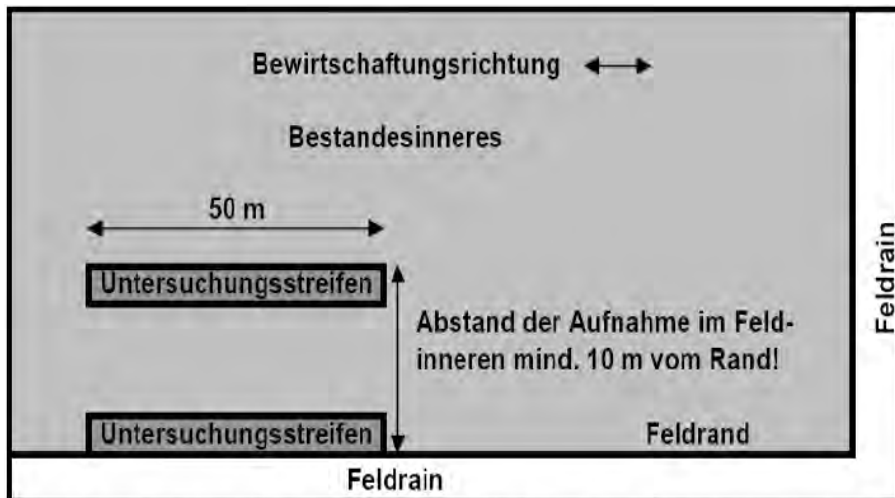 Bewirtschaftungsrichtung
Bestandesinneres
50 m
Untersuchungsstreifen
Abstand der Aufnahme im Feld-
inneren mind. 10 m vom Rand!
Untersuchungsstreifen
Feldrand
Feldrain
Feldrain